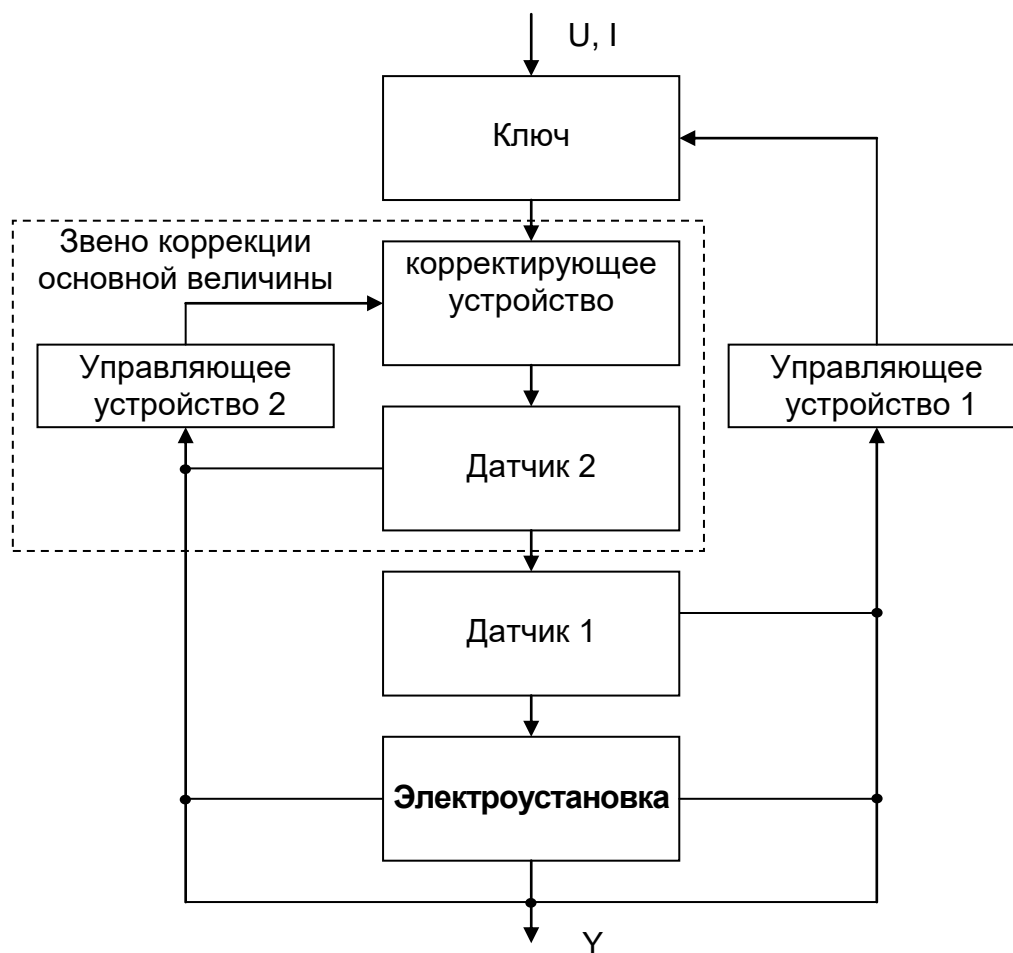 U, I
Ключ
Звено коррекции
основной величины
корректирующее
устройство
Управляющее
устройство 2
Управляющее
устройство 1
Датчик 2
Датчик 1
Электроустановка
Y